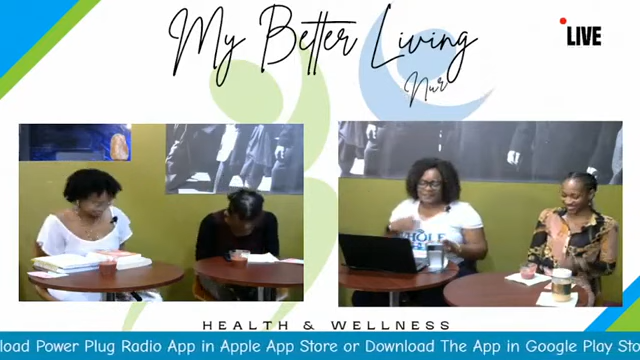 My Better Living
LIVE
Nur
WHOLE
HEALTH & WELLNESS
load Power Plug Radio App in Apple App Store or Download The App in Google Play Sto